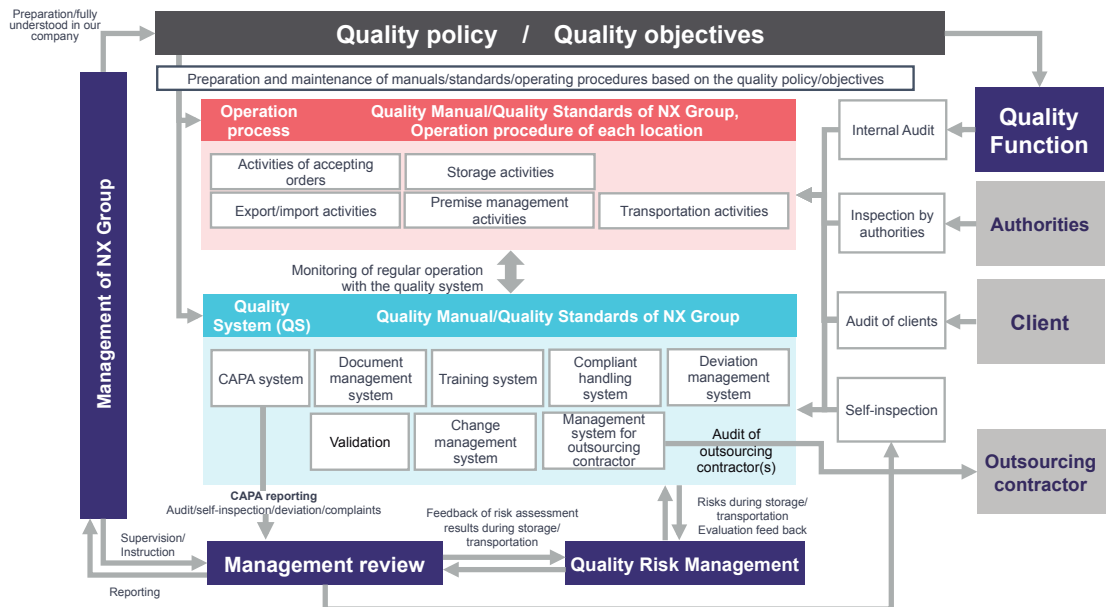 Preparation/fully
understood in our
company
Quality policy / Quality objectives
Preparation and maintenance of manuals/standards/operating procedures based on the quality policy/objectives
Management of NX Group
Operation
process
Quality Manual/Quality Standards of NX Group,
Operation procedure of each location
Activities of accepting
orders
Storage activities
Export/import activities
Premise management
activities
Transportation activities
Internal Audit
Quality
Function
Inspection by
authorities
Authorities
Monitoring of regular operation
with the quality system
Quality
System (QS)
Quality Manual/Quality Standards of NX Group
Audit of clients
Client
CAPA system
Document
management
system
Training system
Compliant
handling
system
Deviation
management
system
Self-inspection
Validation
Change
management
system
Management
system for
outsourcing
contractor
Audit of
outsourcing
contractor(s)
Outsourcing
contractor
CAPA reporting
Audit/self-inspection/deviation/complaints
Feedback of risk assessment
results during storage/
transportation
Risks during storage/
transportation
Evaluation feed back
Supervision/
Instruction
Management review
Quality Risk Management
Reporting